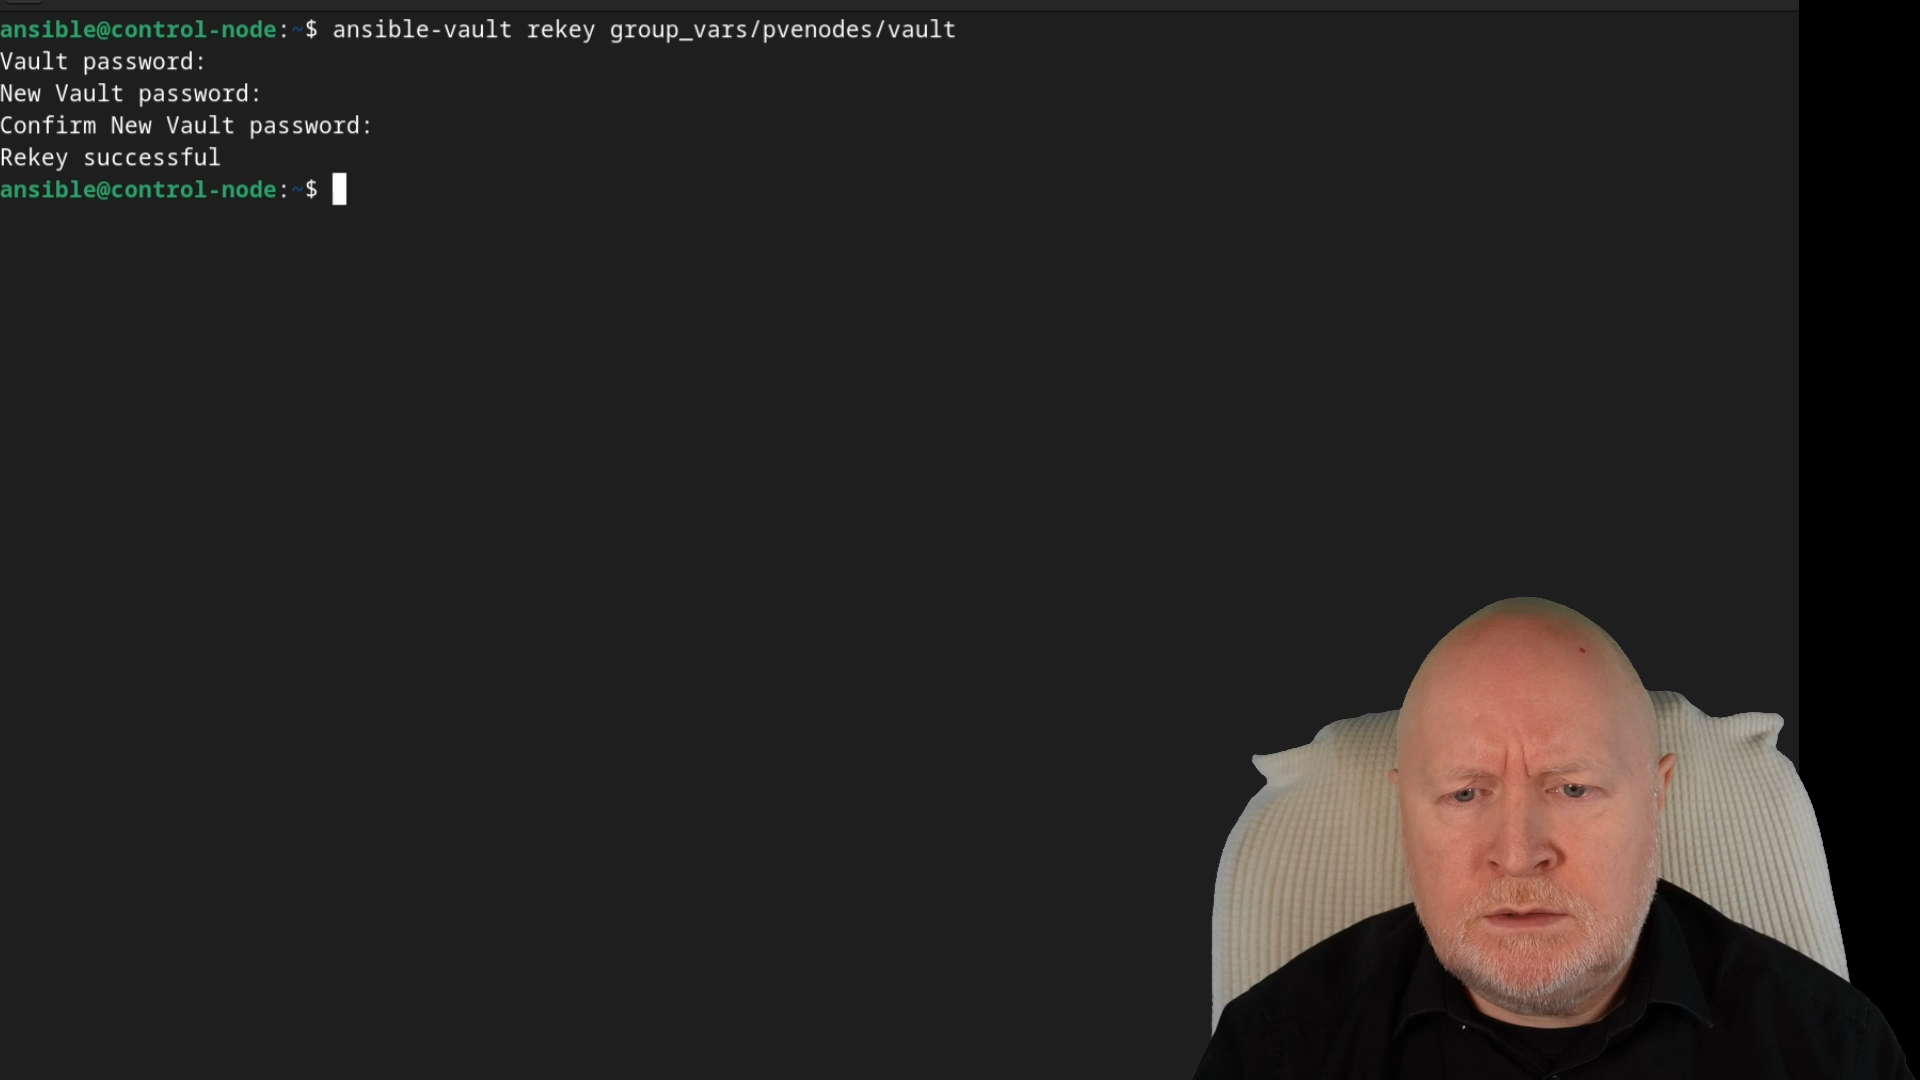 ansible@control-node:~$ ansible-vault rekey group_vars/pvenodes/vault
Vault password:
New Vault password:
Confirm New Vault password:
Rekey successful
ansible@control-node:~$